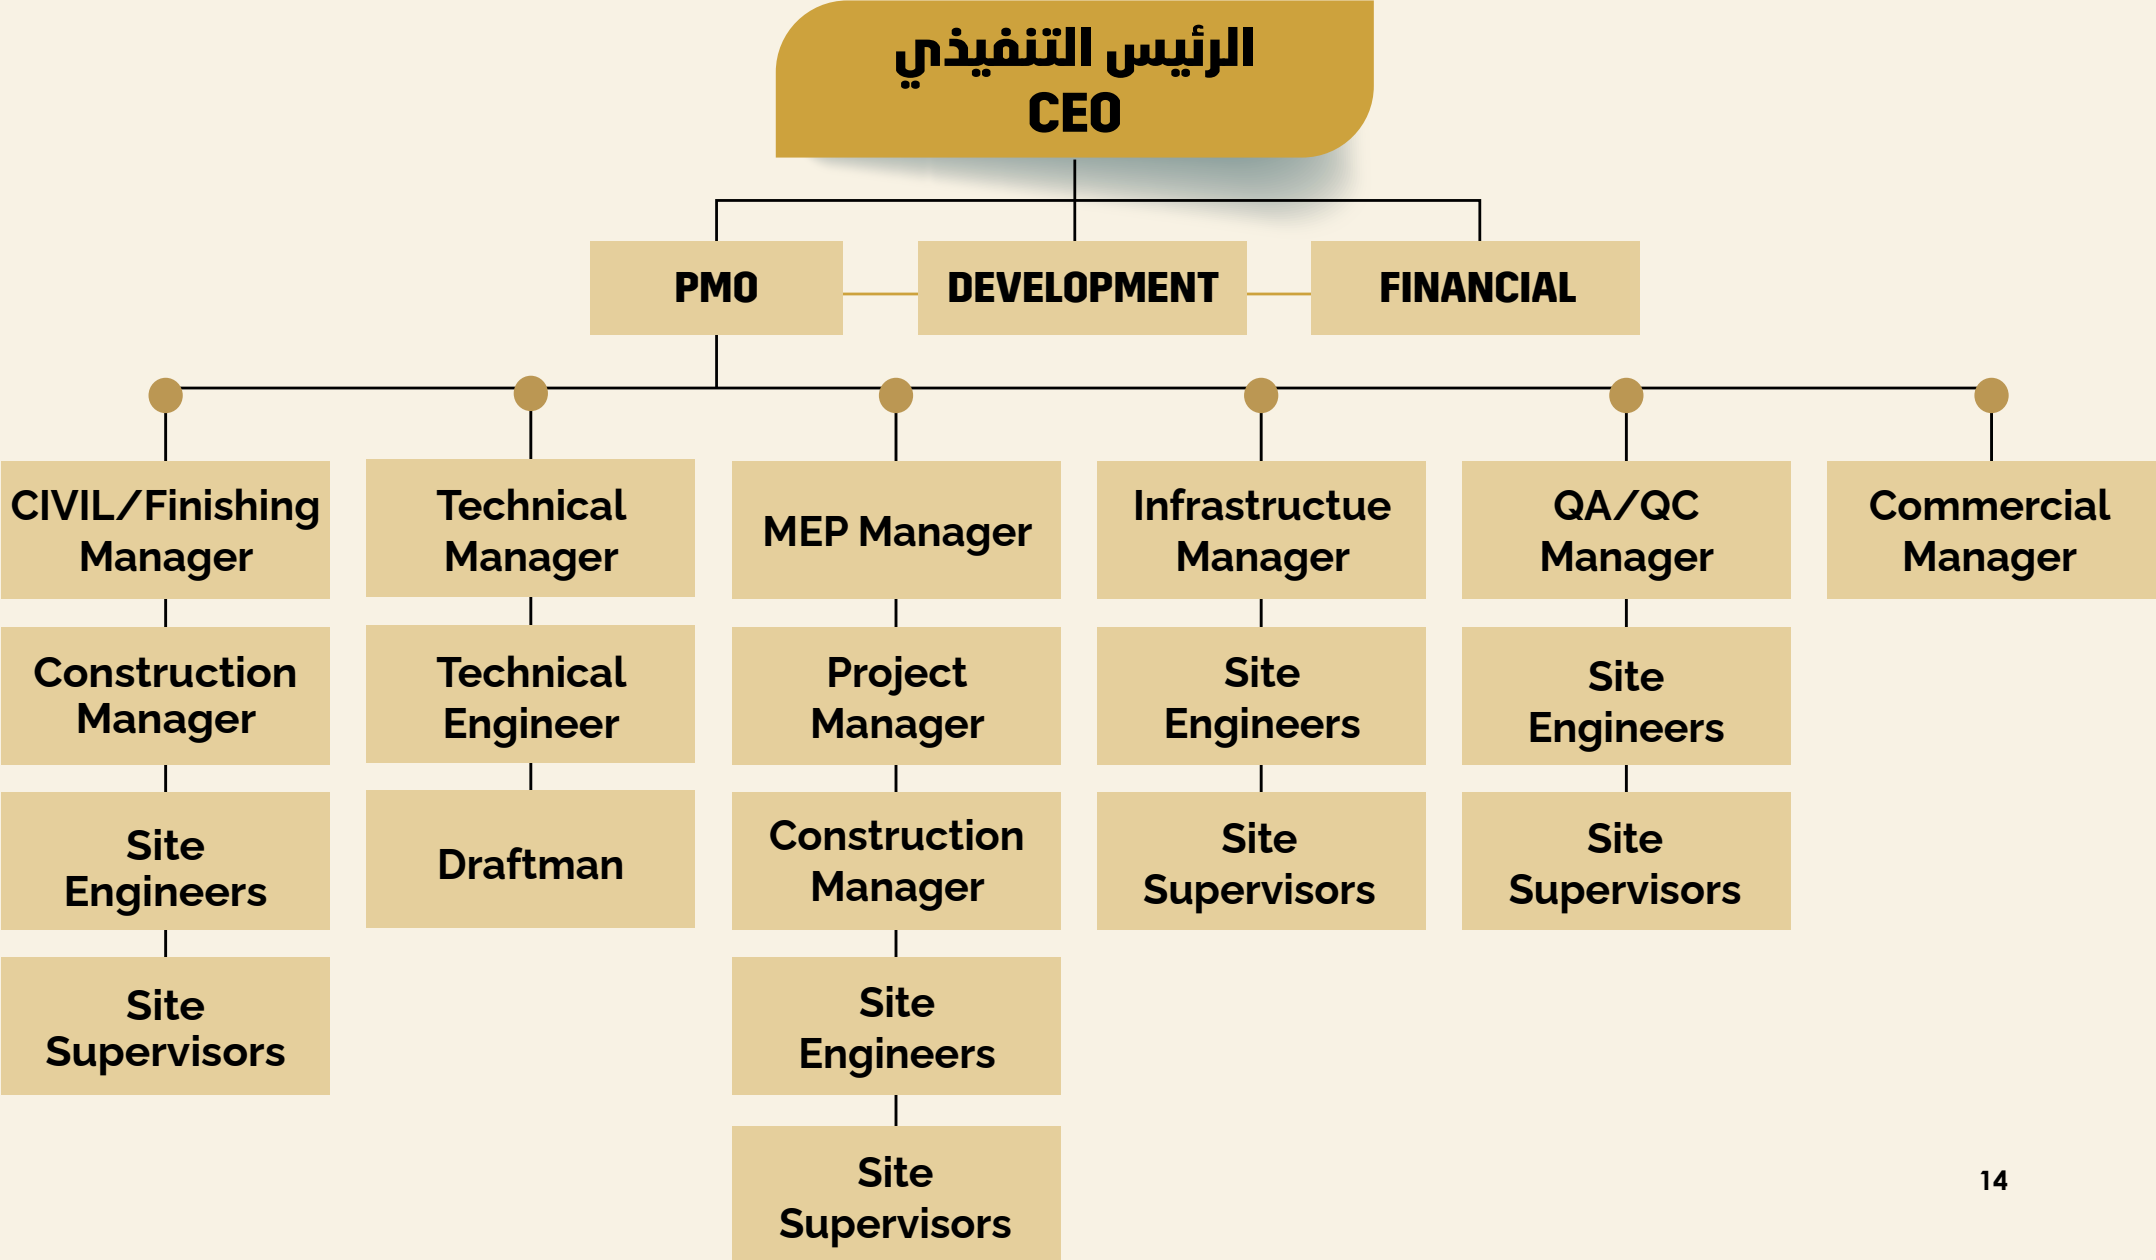 الرئيس التنفيذي
CEO
PMO
DEVELOPMENT
FINANCIAL
CIVIL/Finishing
Manager
Technical
Manager
MEP Manager
Infrastructue
Manager
QA/QC
Manager
Commercial
Manager
Construction
Manager
Technical
Engineer
Project
Manager
Site
Engineers
Site
Engineers
Site
Engineers
Draftman
Construction
Manager
Site
Supervisors
Site
Supervisors
Site
Supervisors
Site
Engineers
Site
Supervisors
14